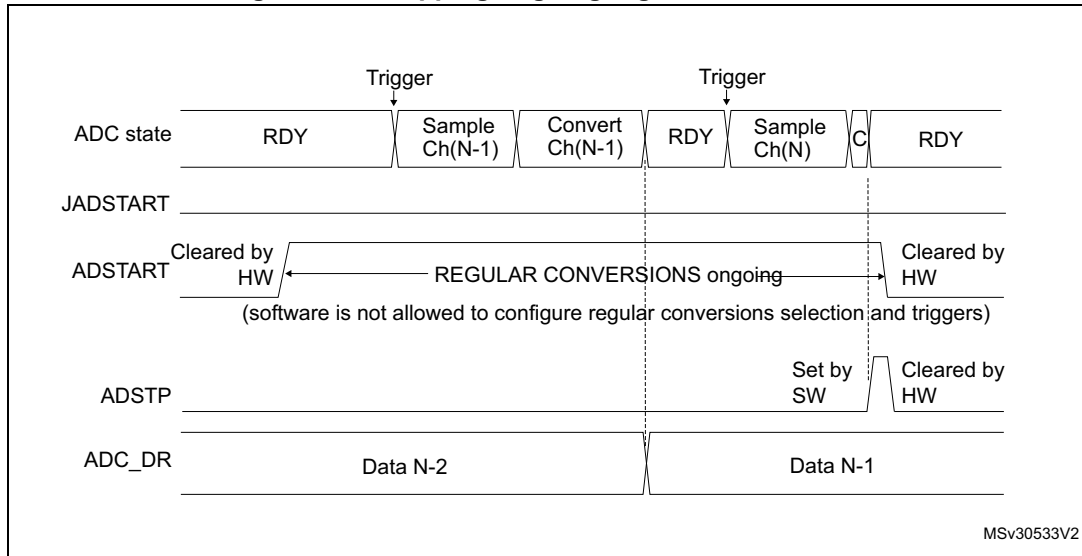 Trigger Trigger
ADC state RDY Sample Ch(N-1) Convert Ch(N-1) RDY Sample Ch(N) C RDY
JADSTART
ADSTART Cleared by HW REGULAR CONVERSIONS ongoing Cleared by HW
(software is not allowed to configure regular conversions selection and triggers)
ADSTP Set by SW Cleared by HW
ADC_DR Data N-2 Data N-1
MSv30533V2